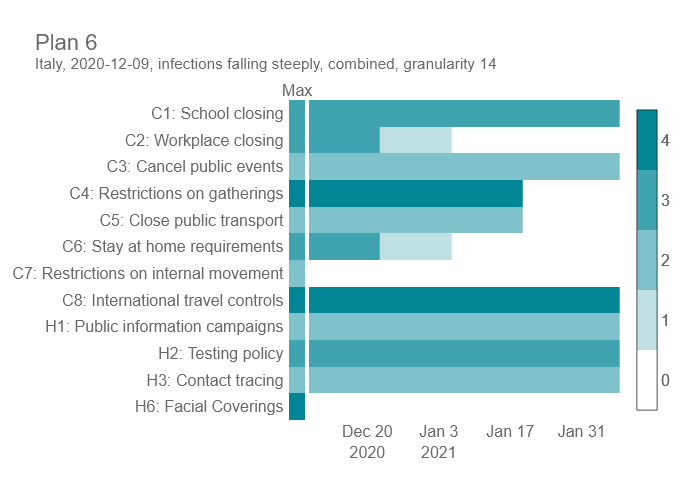 Plan 6
Italy, 2020-12-09, infections falling steeply, combined, granularity 14
Max
C1: School closing
C2: Workplace closing
C3: Cancel public events
C4: Restrictions on gatherings
C5: Close public transport
C6: Stay at home requirements
C7: Restrictions on internal movement
C8: International travel controls
H1: Public information campaigns
H2: Testing policy
H3: Contact tracing
H6: Facial Coverings
4
3
2
1
0
Dec 20 Jan 3 Jan 17 Jan 31
2020 2021